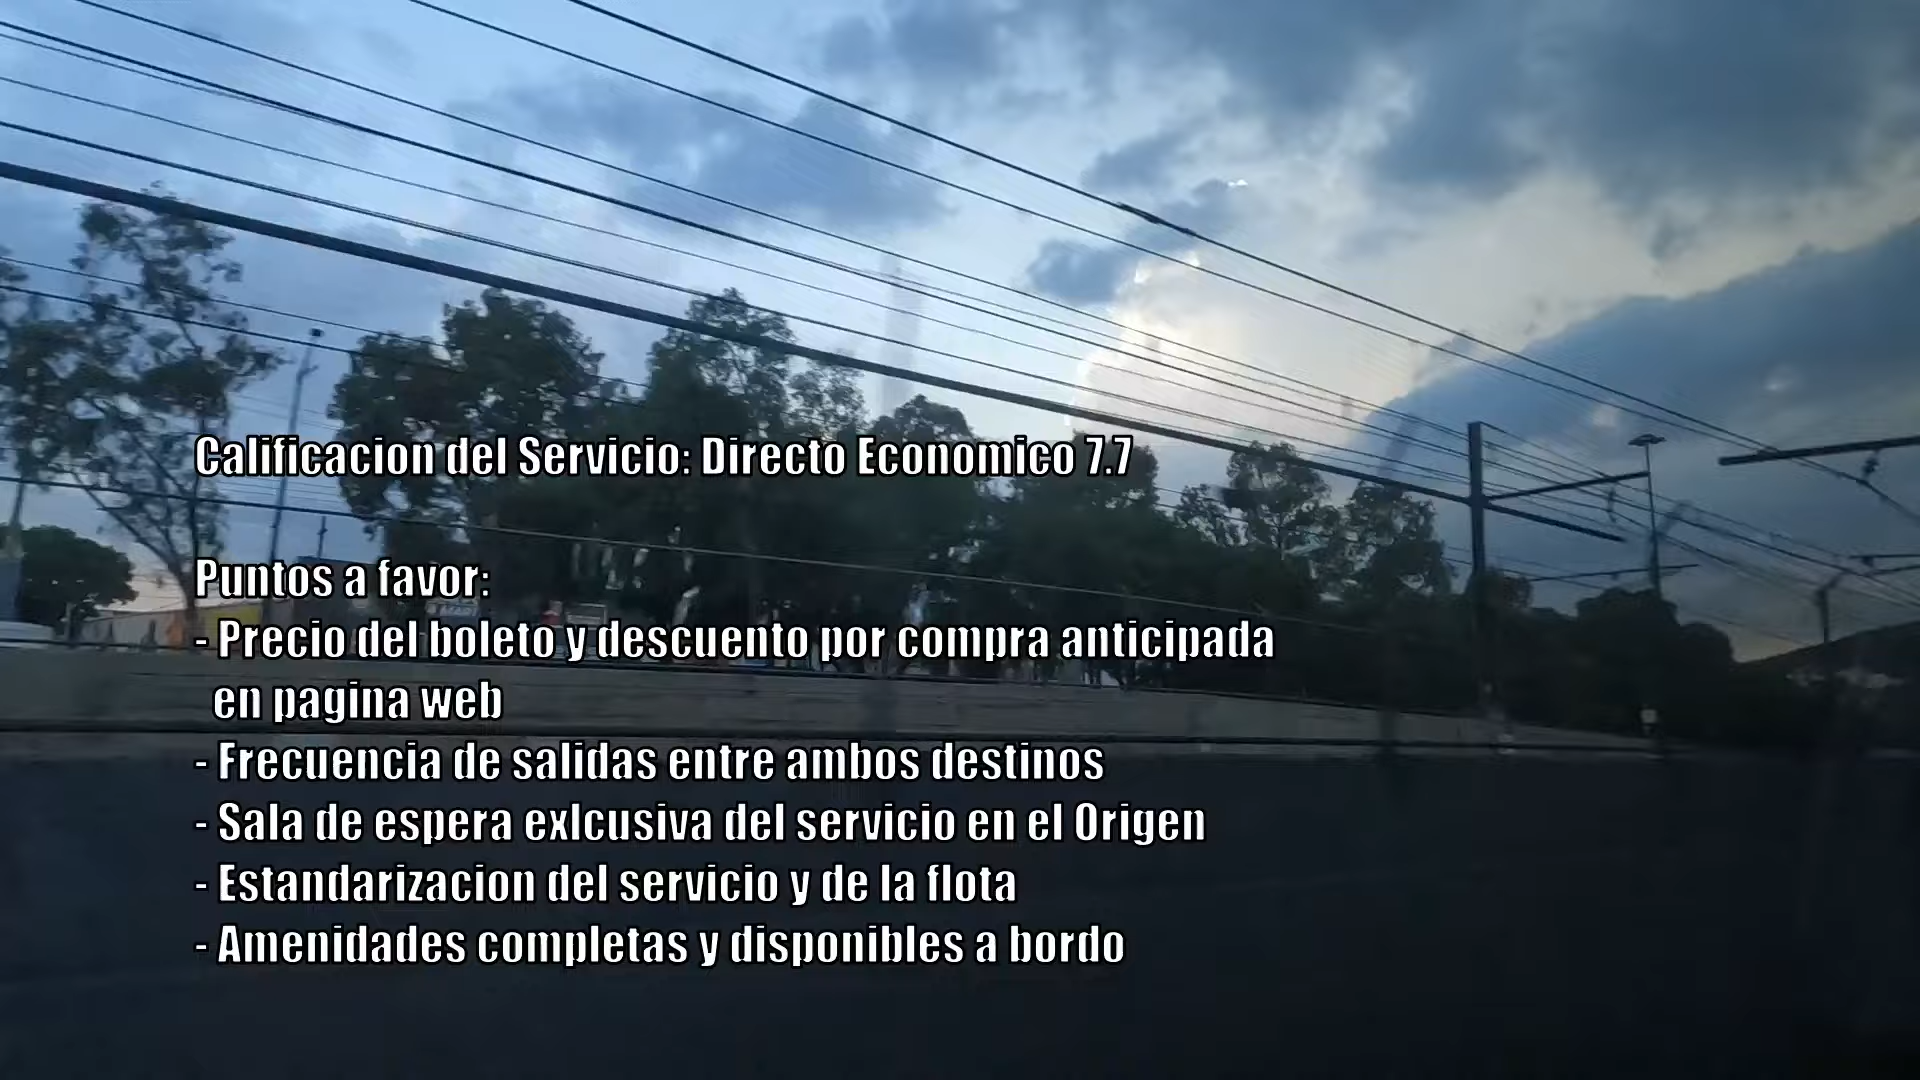 Calificacion del Servicio: Directo Economico 7.7
Puntos a favor:
- Precio del boleto y descuento por compra anticipada
en pagina web
- Frecuencia de salidas entre ambos destinos
- Sala de espera exlcusiva del servicio en el Origen
- Estandarizacion del servicio y de la flota
- Amenidades completas y disponibles a bordo